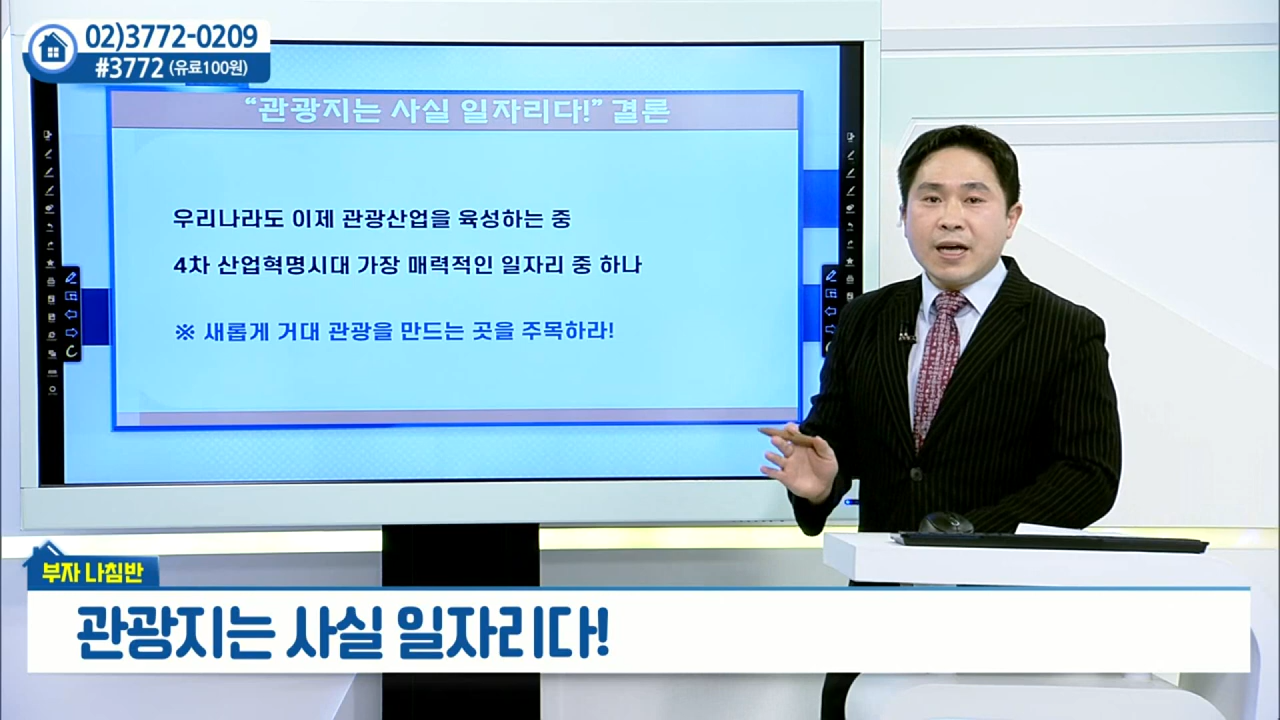 02)3772-0209
#3772 (유료100원)
“관광지는 사실 일자리다!” 결론
우리나라도 이제 관광산업을 육성하는 중
4차 산업혁명시대 가장 매력적인 일자리 중 하나
※ 새롭게 거대 관광을 만드는 곳을 주목하라!
부자 나침반
관광지는 사실 일자리다!